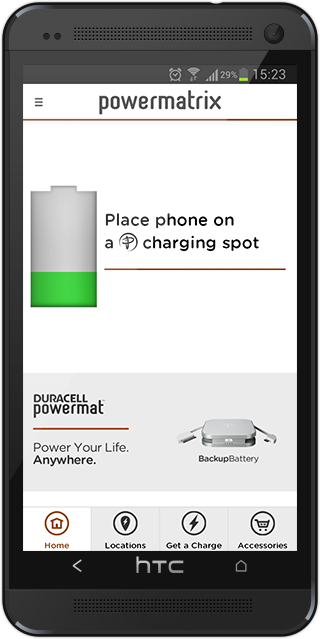 29% 15:23
powermatrix
Place phone on
a charging spot
DURACELL
powermat
Power Your Life.
Anywhere.
BackupBattery
Home Locations Get a Charge Accessories
hTC